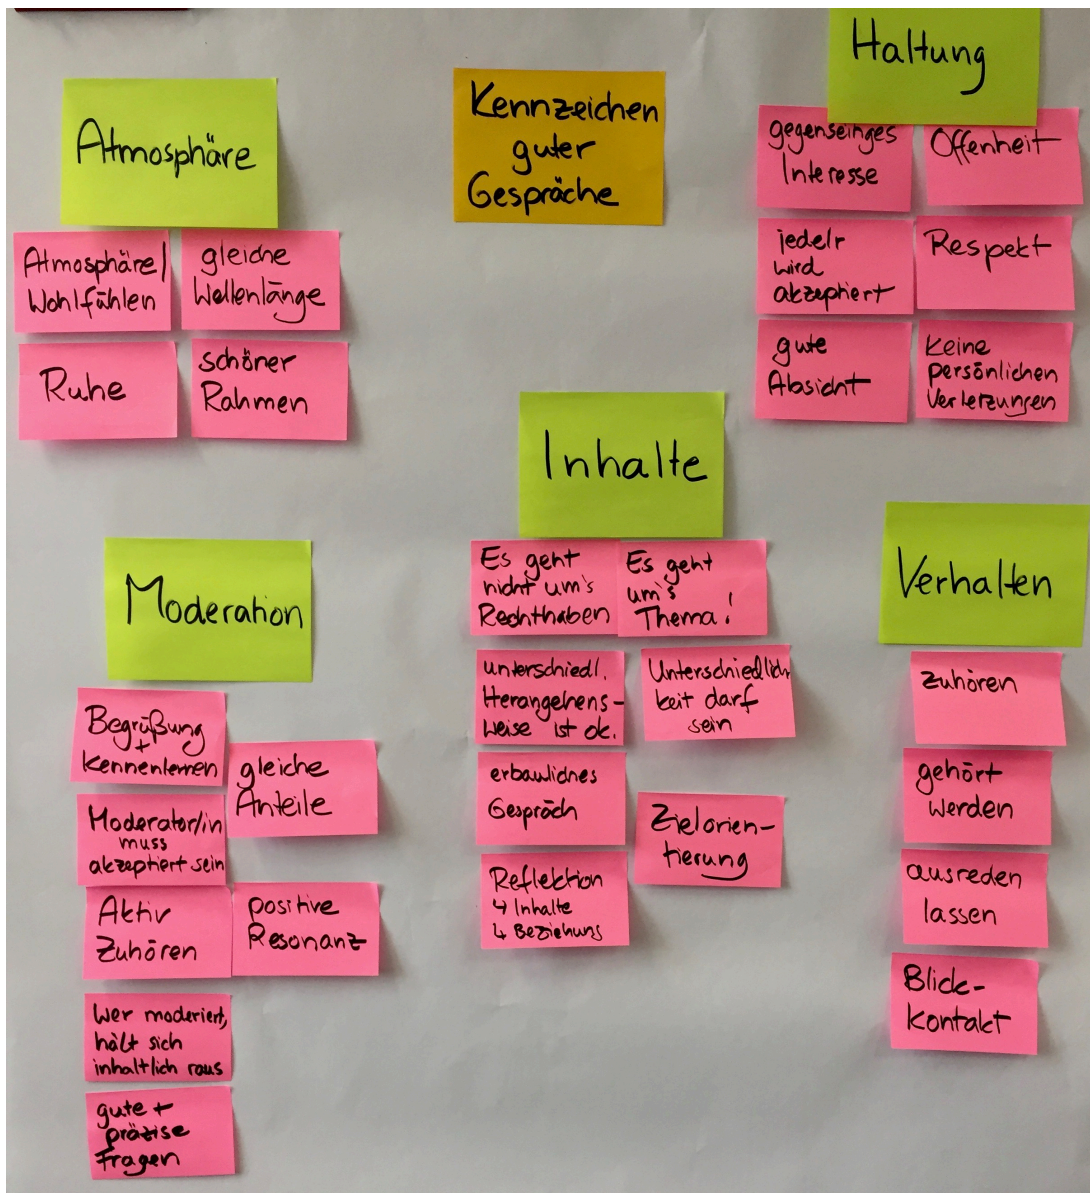 Kennzeichen
guter
Gespräche
Atmosphäre
Atmosphäre/
Wohlfühlen
gleiche
Wellenlänge
Ruhe
schöner
Rahmen
Haltung
gegenseitiges
Interesse
Offenheit
jede/r
wird
akzeptiert
Respekt
gute
Absicht
keine
persönlichen
Verletzungen
Inhalte
Es geht
nicht um's
Rechthaben
Es geht
um's
Thema!
unterschiedl.
Herangehens-
weise ist ok.
Unterschiedlich
keit darf
sein
erbauliches
Gespräch
Zielorien-
tierung
Reflektion
↳ Inhalte
↳ Beziehung
Moderation
Begrüßung
+
Kennenlernen
gleiche
Anteile
Moderator/in
muss
akzeptiert sein
Aktiv
Zuhören
positive
Resonanz
Wer moderiert,
hält sich
inhaltlich raus
gute +
präzise
Fragen
Verhalten
zuhören
gehört
werden
ausreden
lassen
Blick-
kontakt